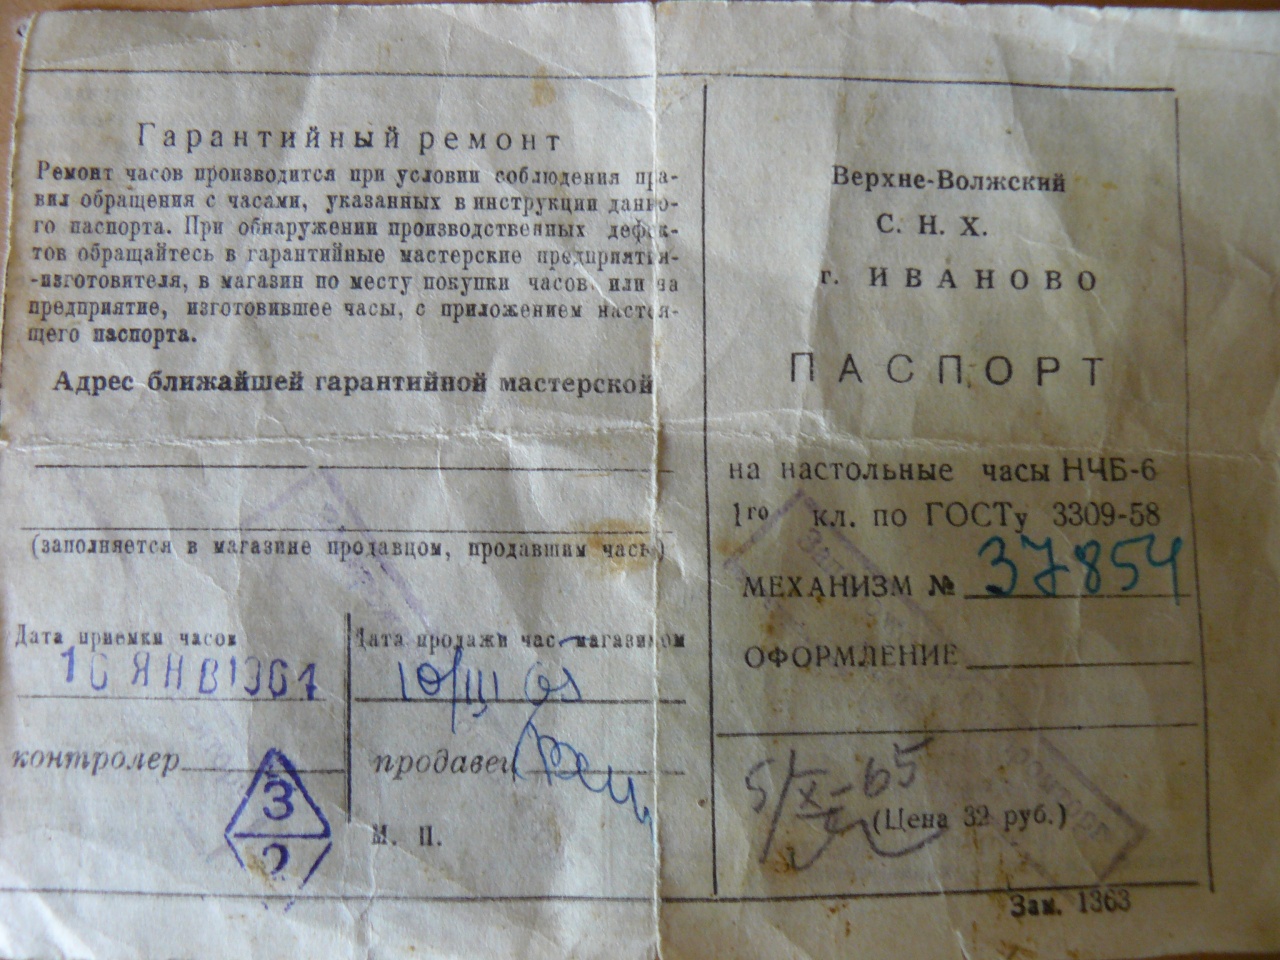 Гарантийный ремонт
Ремонт часов производится при условии соблюдения пра-
вил обращения с часами, указанных в инструкции данно-
го паспорта. При обнаружении производственных дефек-
тов обращайтесь в гарантийные мастерские предприятия-
-изготовителя, в магазин по месту покупки часов, или на
предприятие, изготовившее часы, с приложением настоя-
щего паспорта.
Адрес ближайшей гарантийной мастерской
(заполняется в магазине продавцом, продавшим часы)
Дата приемки часов
16 ЯНВ 1961
контролер
3
2
Дата продажи час. магазином
10/III 61
продавец
М. П.
Верхне-Волжский
С. Н. Х.
г. ИВАНОВО
ПАСПОРТ
на настольные часы НЧБ-6
1го кл. по ГОСТу 3309-58
МЕХАНИЗМ № 37854
ОФОРМЛЕНИЕ
5/X-65
(Цена 32 руб.)
Зак. 1363